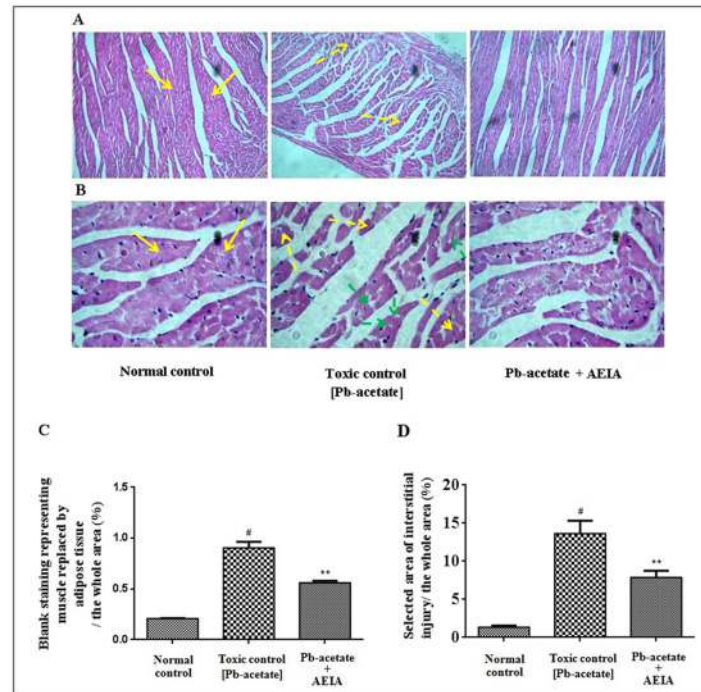 A
B
Normal control
Toxic control
[Pb-acetate]
Pb-acetate + AEIA
C
Blank staining representing
muscle replaced by
adipose tissue
/ the whole area (%)
1.5
1.0
0.5
0.0
#
**
Normal
control
Toxic control
[Pb-acetate]
Pb-acetate
+
AEIA
D
Selected area of interstitial
injury/ the whole area (%)
20
15
10
5
0
#
**
Normal
control
Toxic control
[Pb-acetate]
Pb-acetate
+
AEIA